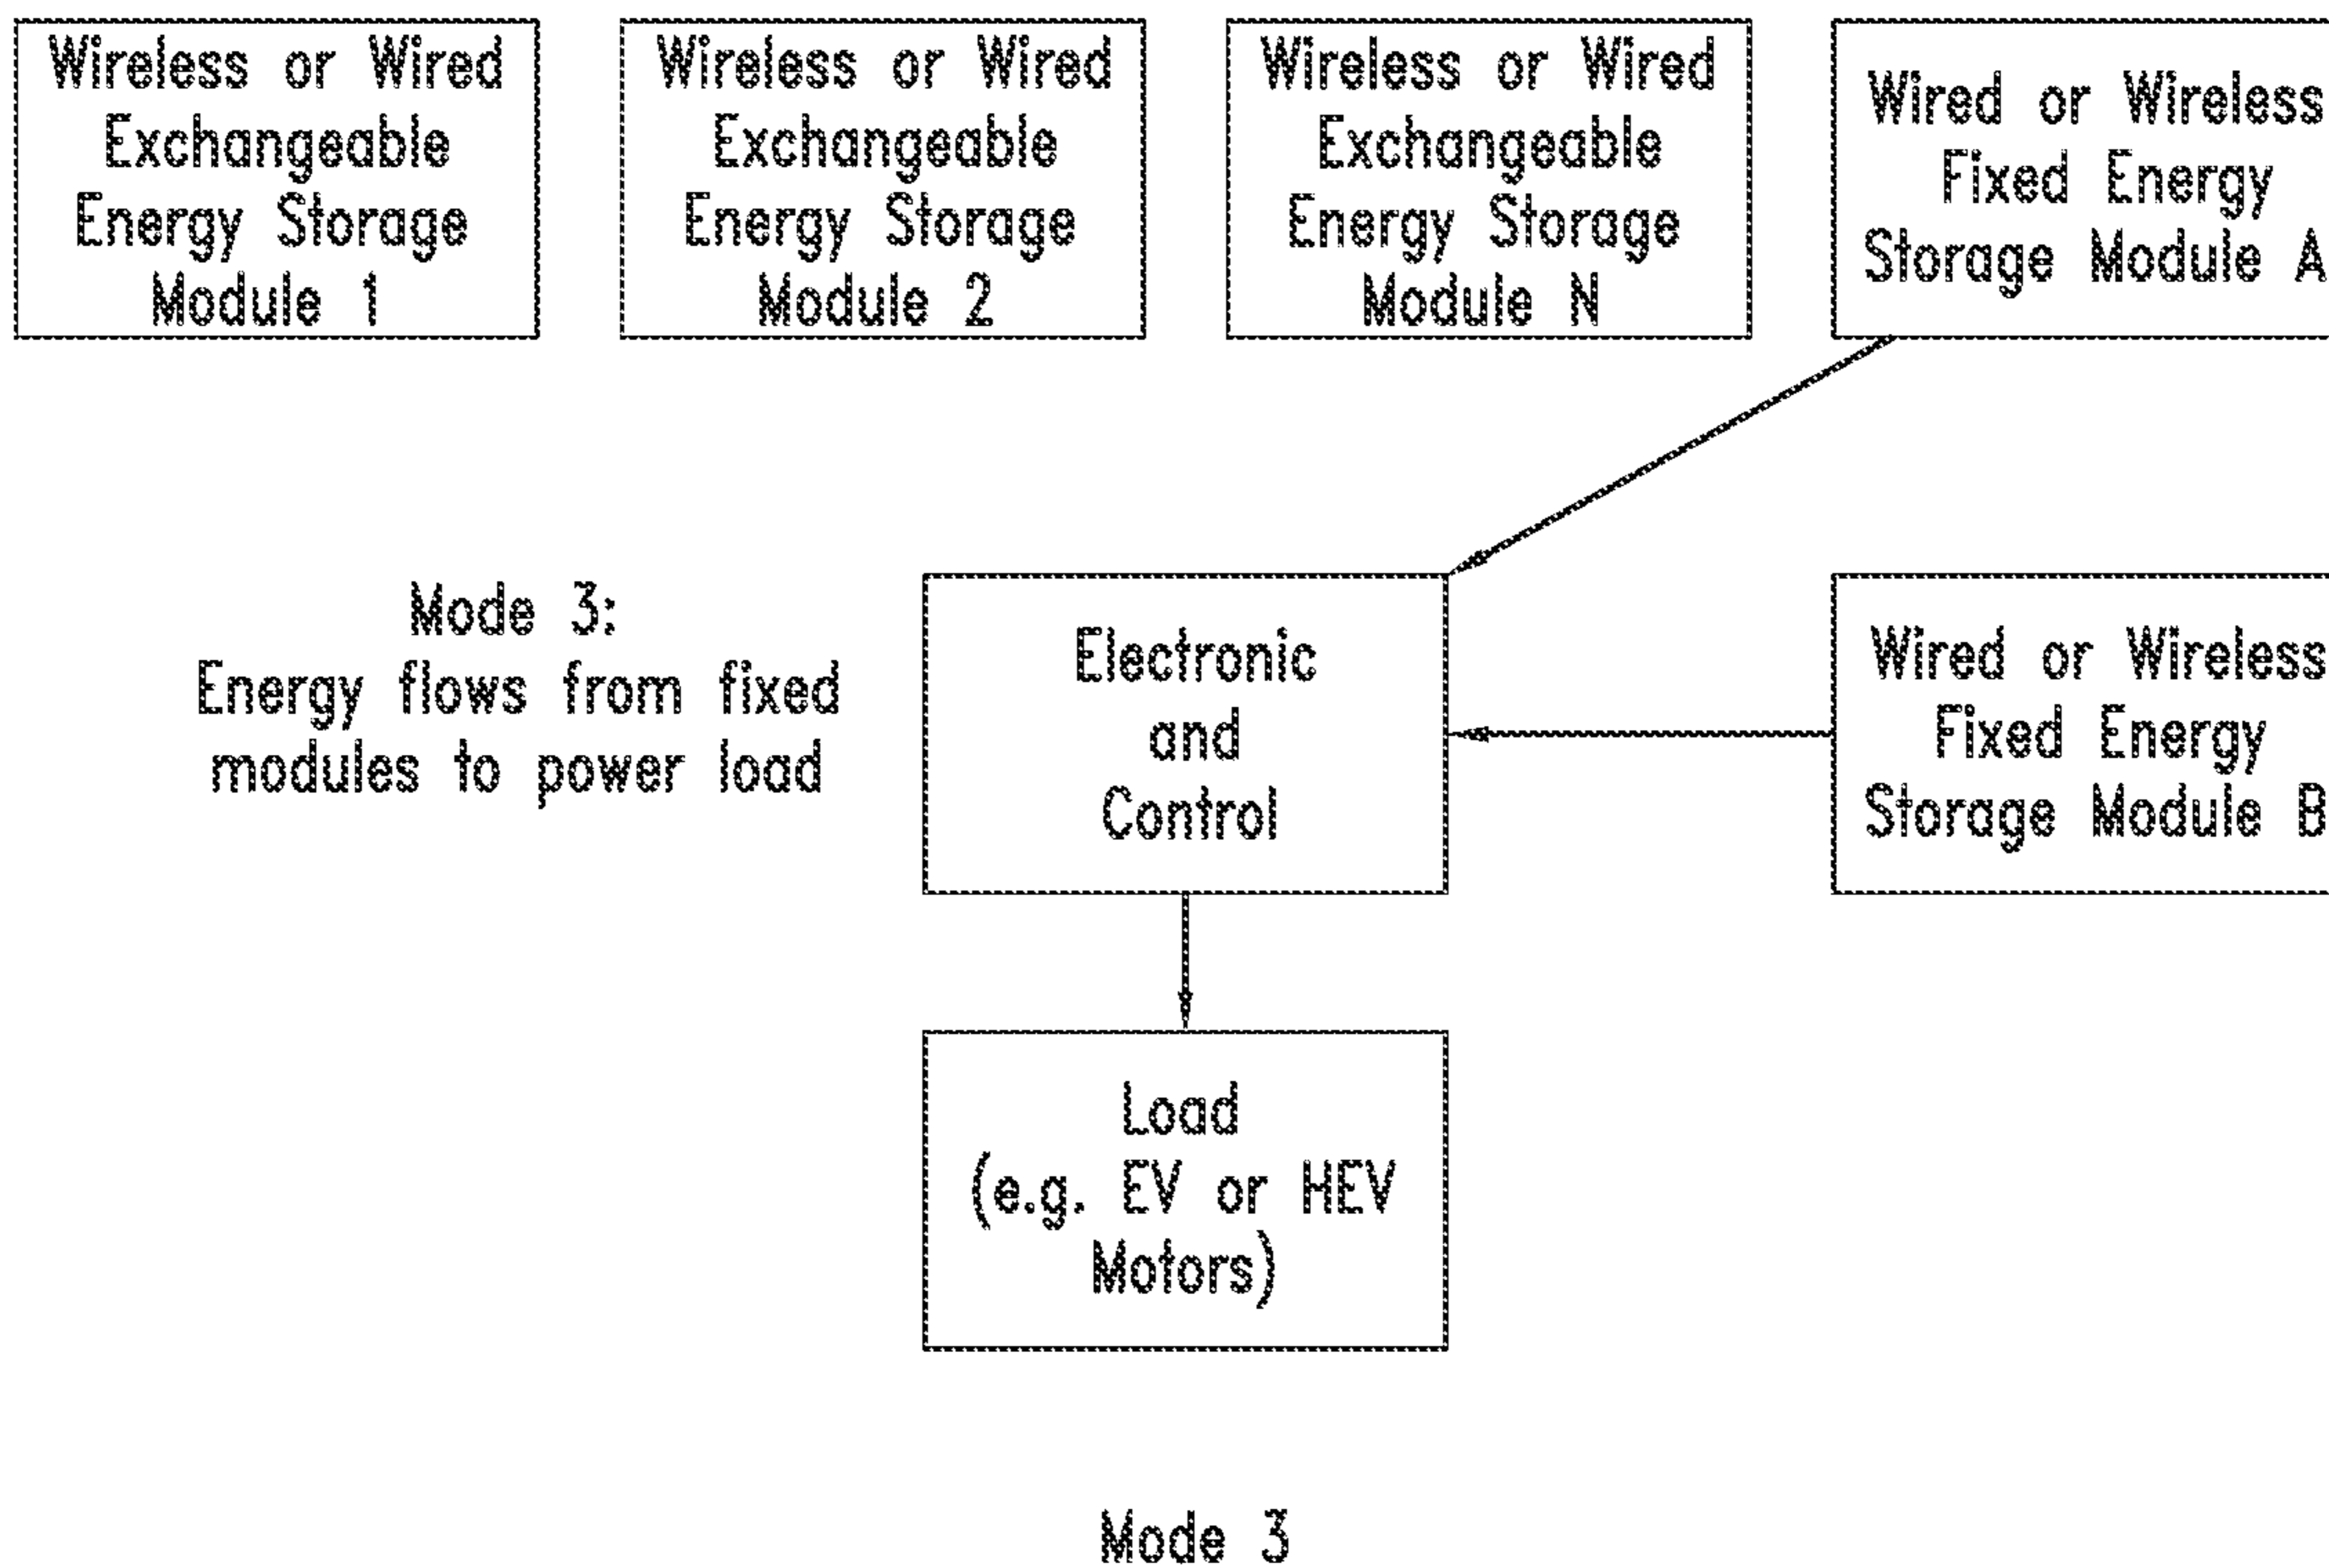 Wireless or Wired
Exchangeable
Energy Storage
Module 1
Wireless or Wired
Exchangeable
Energy Storage
Module 2
Wireless or Wired
Exchangeable
Energy Storage
Module N
Wired or Wireless
Fixed Energy
Storage Module A
Mode 3:
Energy flows from fixed
modules to power load
Electronic
and
Control
Wired or Wireless
Fixed Energy
Storage Module B
Load
(e.g. EV or HEV
Motors)
Mode 3